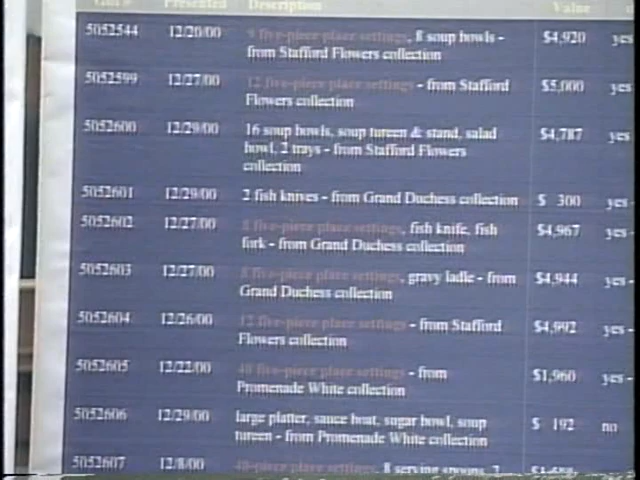 Gift # Presented Description Value
5052544 12/20/00 9 five-piece place settings, 8 soup bowls - $4,920 yes
from Stafford Flowers collection
5052599 12/27/00 12 five-piece place settings - from Stafford $5,000 yes
Flowers collection
5052600 12/29/00 16 soup bowls, soup tureen & stand, salad $4,787 yes
bowl, 2 trays - from Stafford Flowers
collection
5052601 12/29/00 2 fish knives - from Grand Duchess collection $ 300 yes-
5052602 12/27/00 8 five-piece place settings, fish knife, fish $4,967 yes-
fork - from Grand Duchess collection
5052603 12/27/00 8 five-piece place settings, gravy ladle - from $4,944 yes-
Grand Duchess collection
5052604 12/26/00 12 five-piece place settings - from Stafford $4,992 yes-
Flowers collection
5052605 12/22/00 40 five-piece place settings - from $1,960 yes-
Promenade White collection
5052606 12/29/00 large platter, sauce boat, sugar bowl, soup $ 192 no
tureen - from Promenade White collection
5052607 12/8/00 40-piece place settings, 8 serving spoons, 2